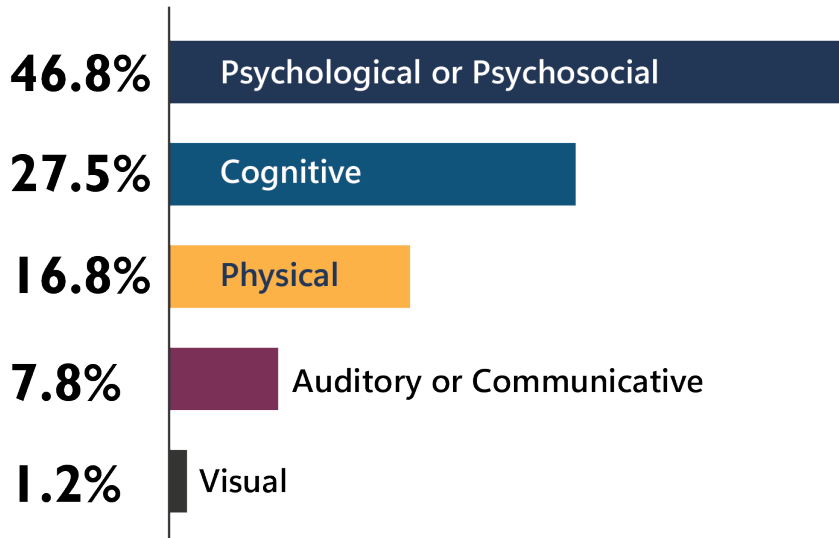 46.8% Psychological or Psychosocial
27.5% Cognitive
16.8% Physical
7.8% Auditory or Communicative
1.2% Visual